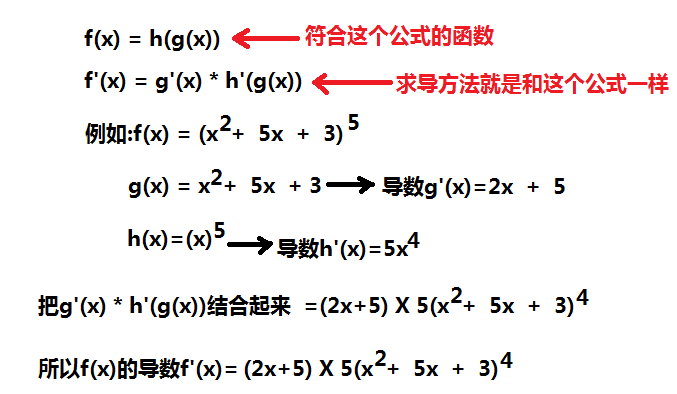 f(x) = h(g(x)) 符合这个公式的函数
f'(x) = g'(x) * h'(g(x)) 求导方法就是和这个公式一样
例如:f(x) = (x²+ 5x + 3)⁵
g(x) = x²+ 5x + 3 导数g'(x)=2x + 5
h(x)=(x)⁵ 导数h'(x)=5x⁴
把g'(x) * h'(g(x))结合起来 =(2x+5) X 5(x²+ 5x + 3)⁴
所以f(x)的导数f'(x)= (2x+5) X 5(x²+ 5x + 3)⁴